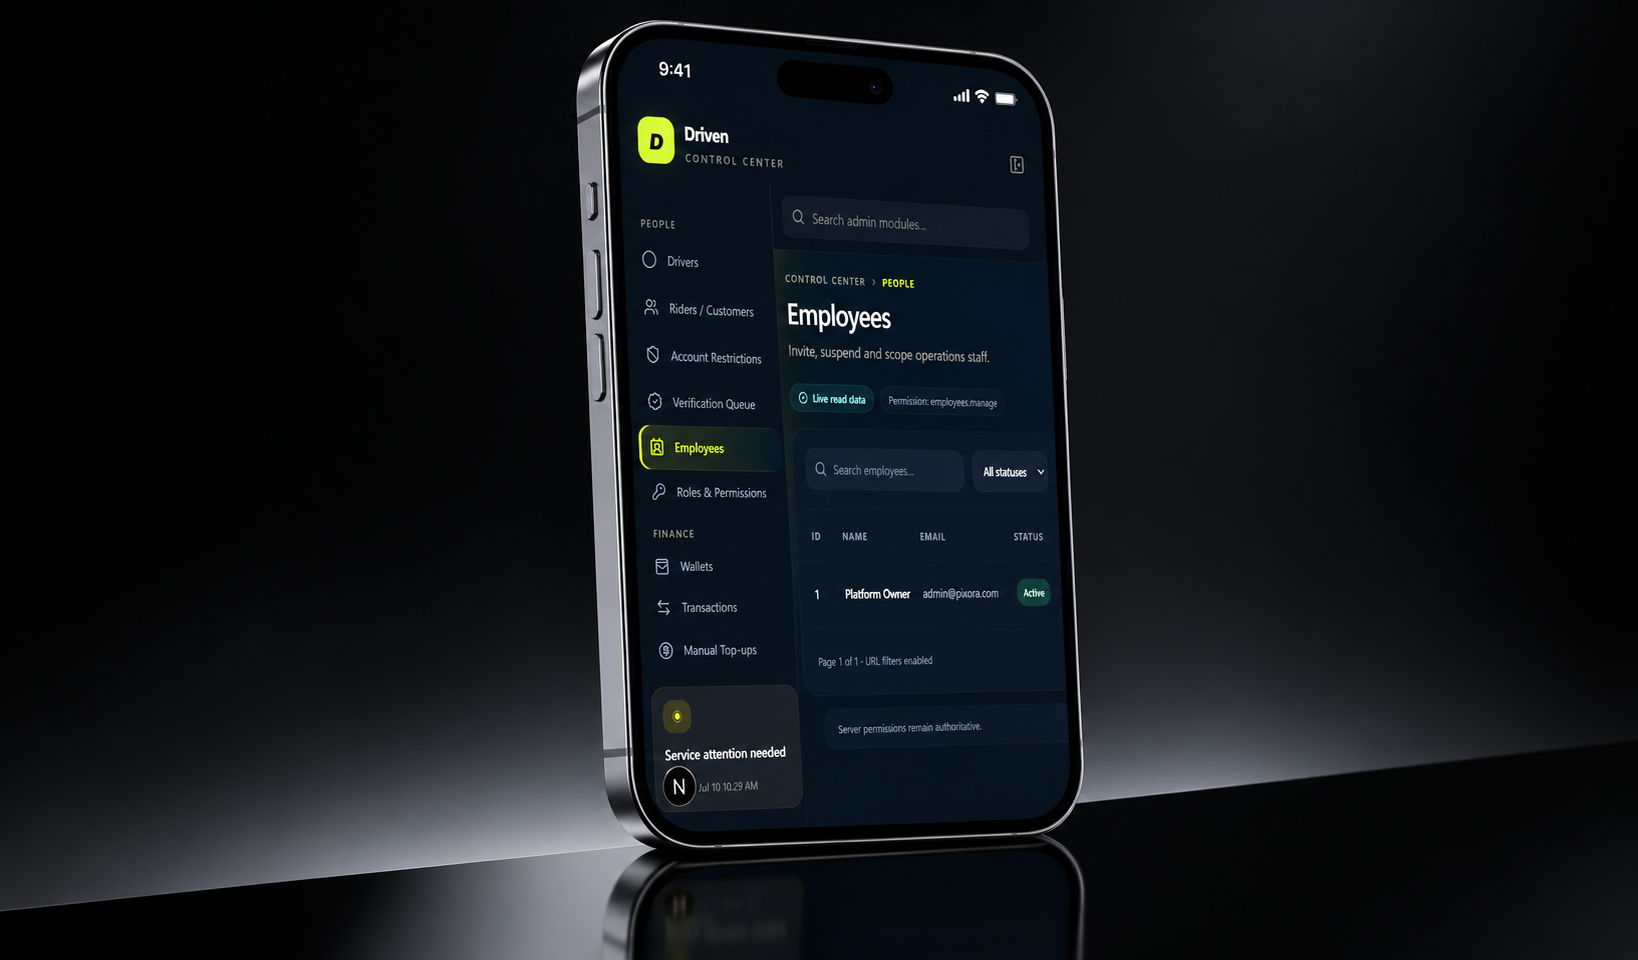 9:41
D
Driven
CONTROL CENTER
PEOPLE
Drivers
Riders / Customers
Account Restrictions
Verification Queue
Employees
Roles & Permissions
FINANCE
Wallets
Transactions
Manual Top-ups
Service attention needed
N
Jul 10 10.29 AM
Search admin modules...
CONTROL CENTER > PEOPLE
Employees
Invite, suspend and scope operations staff.
Live read data
Permission: employees.manage
Search employees...
All statuses
ID NAME EMAIL STATUS
1 Platform Owner admin@pixora.com Active
Page 1 of 1 · URL filters enabled
Server permissions remain authoritative.